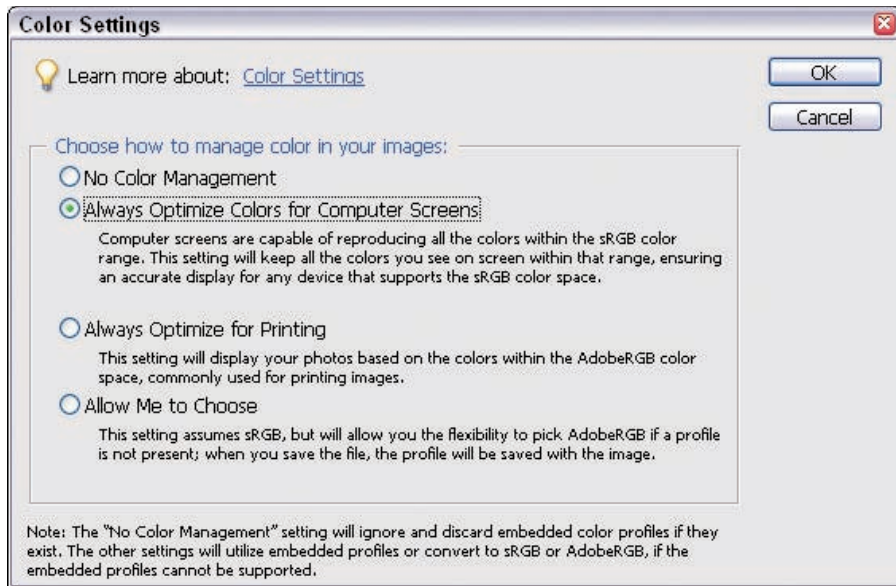 Color Settings
Learn more about: Color Settings
OK
Cancel
Choose how to manage color in your images:
No Color Management
Always Optimize Colors for Computer Screens
Computer screens are capable of reproducing all the colors within the sRGB color
range. This setting will keep all the colors you see on screen within that range, ensuring
an accurate display for any device that supports the sRGB color space.
Always Optimize for Printing
This setting will display your photos based on the colors within the AdobeRGB color
space, commonly used for printing images.
Allow Me to Choose
This setting assumes sRGB, but will allow you the flexibility to pick AdobeRGB if a profile
is not present; when you save the file, the profile will be saved with the image.
Note: The "No Color Management" setting will ignore and discard embedded color profiles if they
exist. The other settings will utilize embedded profiles or convert to sRGB or AdobeRGB, if the
embedded profiles cannot be supported.